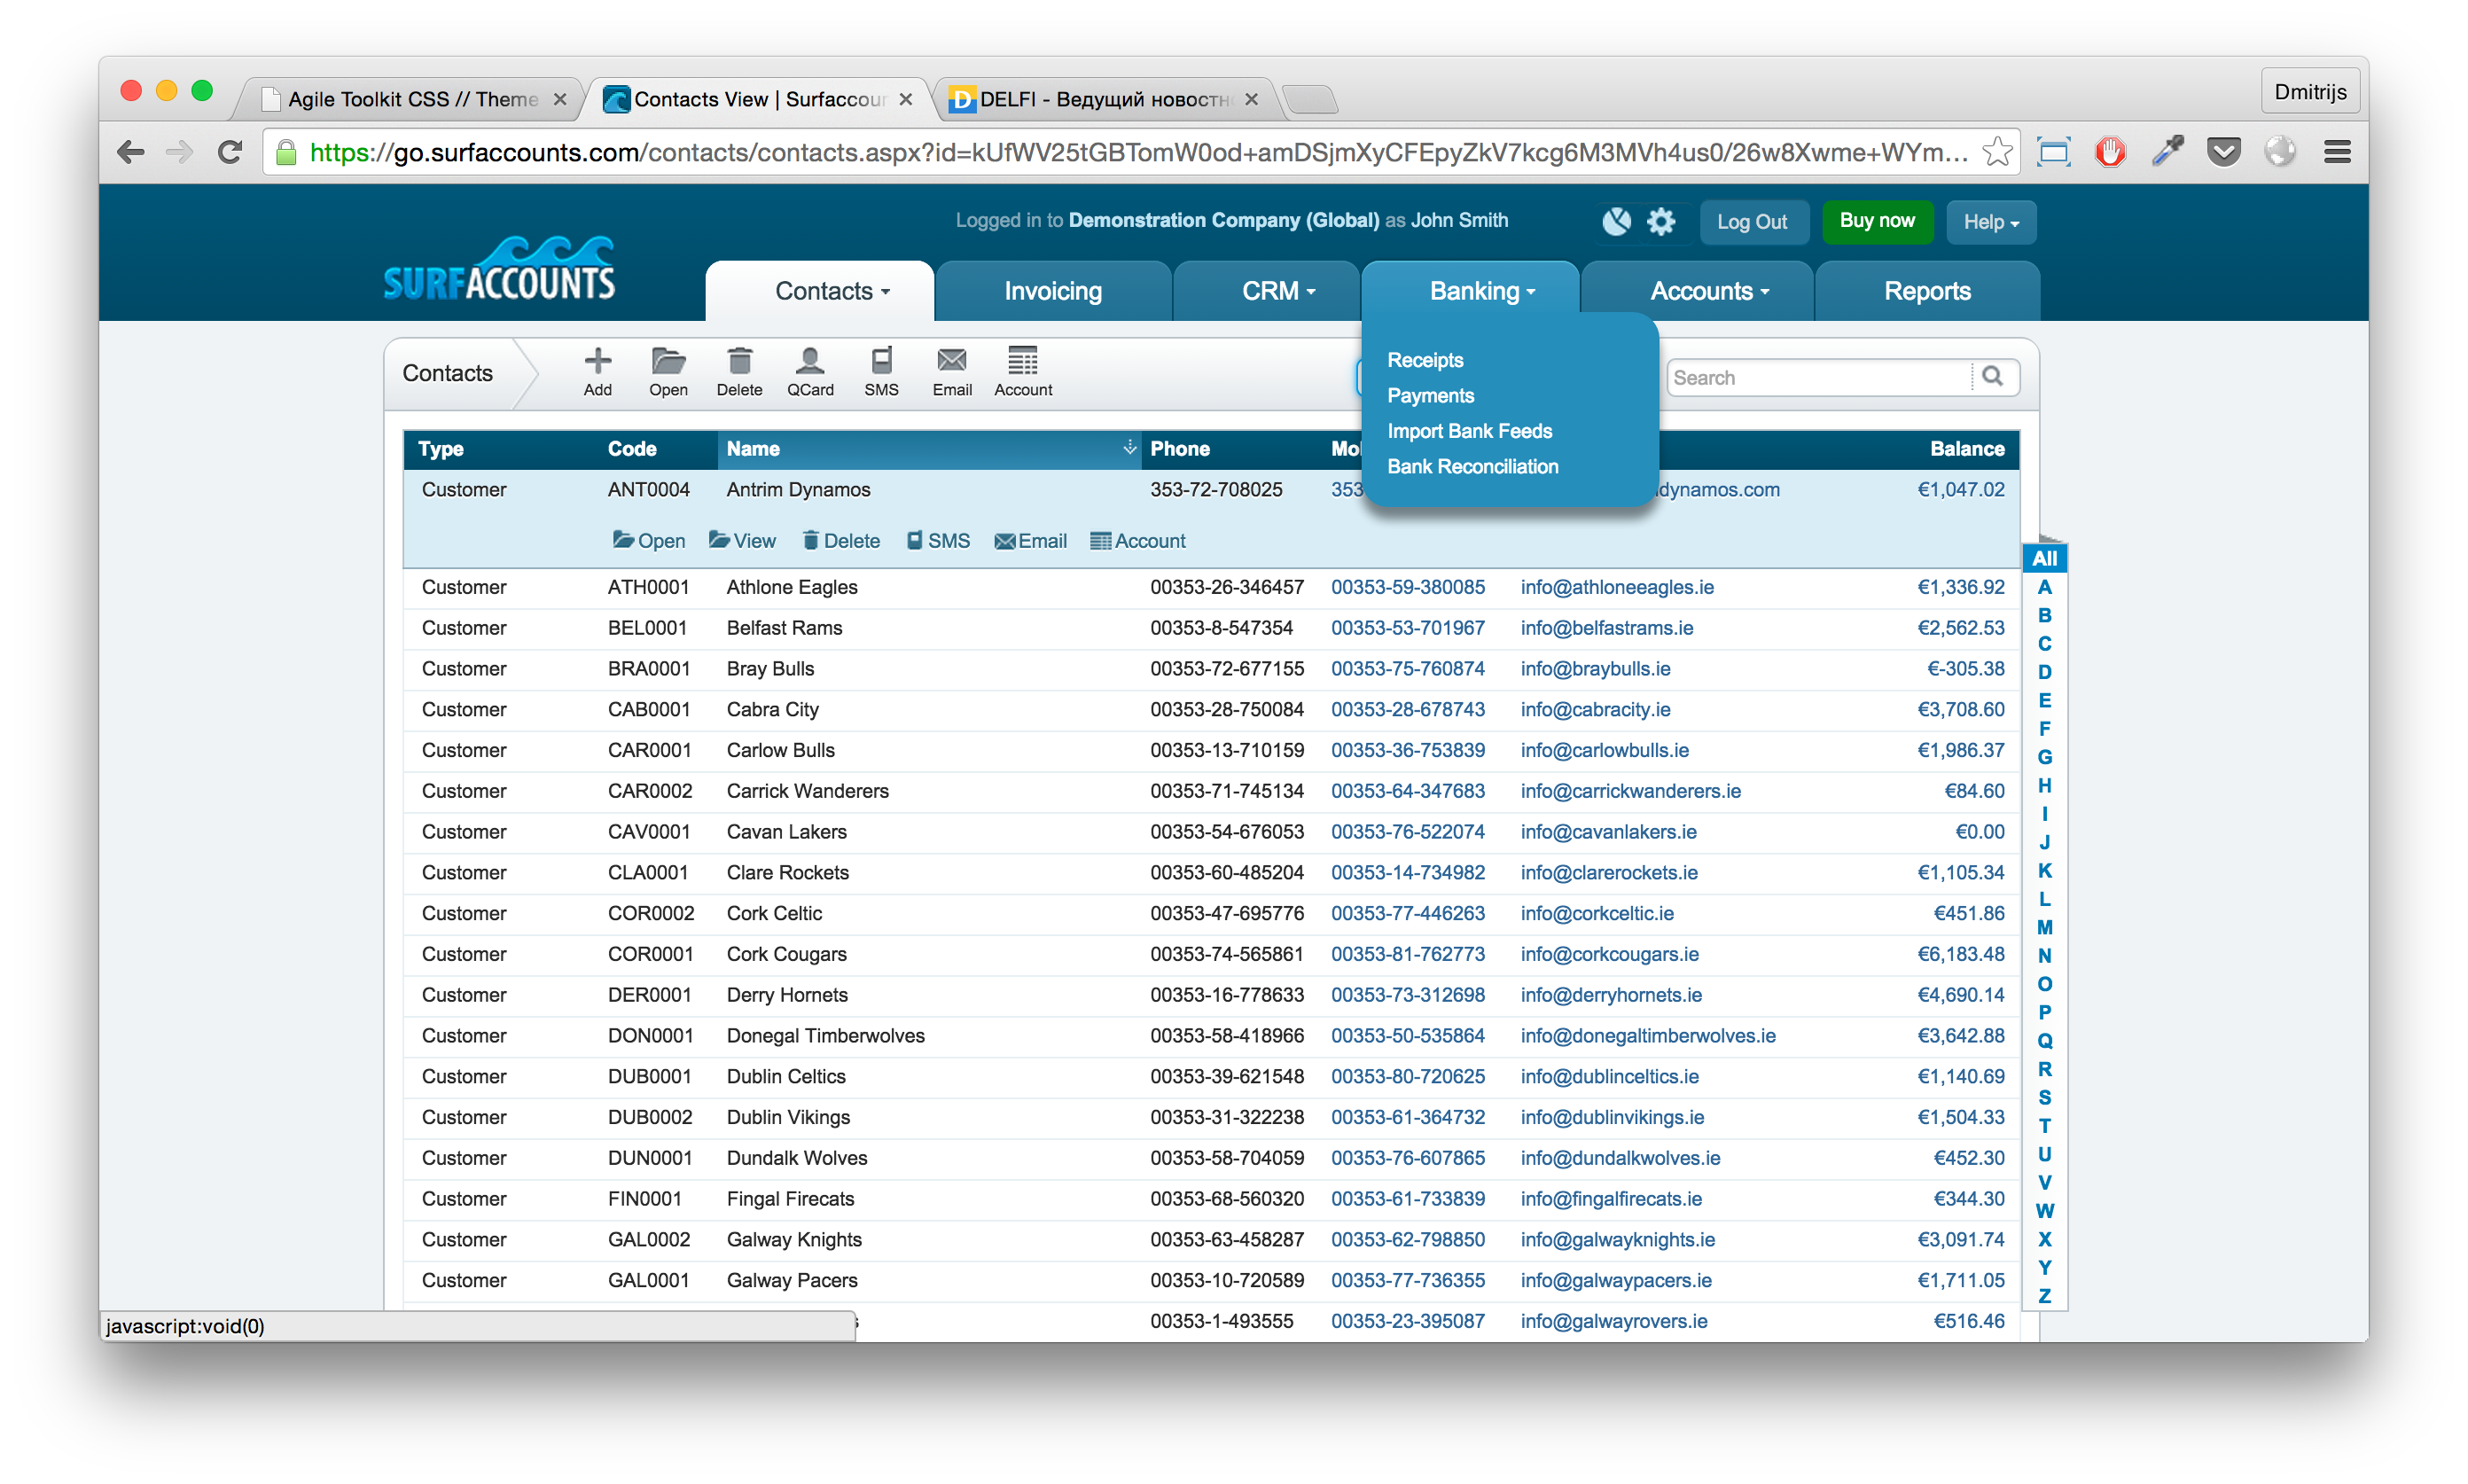 Agile Toolkit CSS // Theme
Contacts View | Surfaccour
DELFI - Ведущий новостн
Dmitrijs
https://go.surfaccounts.com/contacts/contacts.aspx?id=kUfWV25tGBTomW0od+amDSjmXyCFEpyZkV7kcg6M3MVh4us0/26w8Xwme+WYm...
Logged in to Demonstration Company (Global) as John Smith
Log Out
Buy now
Help
SURFACCOUNTS
Contacts
Invoicing
CRM
Banking
Accounts
Reports
Contacts
Add
Open
Delete
QCard
SMS
Email
Account
Receipts
Payments
Import Bank Feeds
Bank Reconciliation
Search
Type Code Name Phone Mo Balance
Customer ANT0004 Antrim Dynamos 353-72-708025 353 dynamos.com €1,047.02
Open View Delete SMS Email Account
Customer ATH0001 Athlone Eagles 00353-26-346457 00353-59-380085 info@athloneeagles.ie €1,336.92
Customer BEL0001 Belfast Rams 00353-8-547354 00353-53-701967 info@belfastrams.ie €2,562.53
Customer BRA0001 Bray Bulls 00353-72-677155 00353-75-760874 info@braybulls.ie €-305.38
Customer CAB0001 Cabra City 00353-28-750084 00353-28-678743 info@cabracity.ie €3,708.60
Customer CAR0001 Carlow Bulls 00353-13-710159 00353-36-753839 info@carlowbulls.ie €1,986.37
Customer CAR0002 Carrick Wanderers 00353-71-745134 00353-64-347683 info@carrickwanderers.ie €84.60
Customer CAV0001 Cavan Lakers 00353-54-676053 00353-76-522074 info@cavanlakers.ie €0.00
Customer CLA0001 Clare Rockets 00353-60-485204 00353-14-734982 info@clarerockets.ie €1,105.34
Customer COR0002 Cork Celtic 00353-47-695776 00353-77-446263 info@corkceltic.ie €451.86
Customer COR0001 Cork Cougars 00353-74-565861 00353-81-762773 info@corkcougars.ie €6,183.48
Customer DER0001 Derry Hornets 00353-16-778633 00353-73-312698 info@derryhornets.ie €4,690.14
Customer DON0001 Donegal Timberwolves 00353-58-418966 00353-50-535864 info@donegaltimberwolves.ie €3,642.88
Customer DUB0001 Dublin Celtics 00353-39-621548 00353-80-720625 info@dublinceltics.ie €1,140.69
Customer DUB0002 Dublin Vikings 00353-31-322238 00353-61-364732 info@dublinvikings.ie €1,504.33
Customer DUN0001 Dundalk Wolves 00353-58-704059 00353-76-607865 info@dundalkwolves.ie €452.30
Customer FIN0001 Fingal Firecats 00353-68-560320 00353-61-733839 info@fingalfirecats.ie €344.30
Customer GAL0002 Galway Knights 00353-63-458287 00353-62-798850 info@galwayknights.ie €3,091.74
Customer GAL0001 Galway Pacers 00353-10-720589 00353-77-736355 info@galwaypacers.ie €1,711.05
00353-1-493555 00353-23-395087 info@galwayrovers.ie €516.46
All
A
B
C
D
E
F
G
H
I
J
K
L
M
N
O
P
Q
R
S
T
U
V
W
X
Y
Z
javascript:void(0)